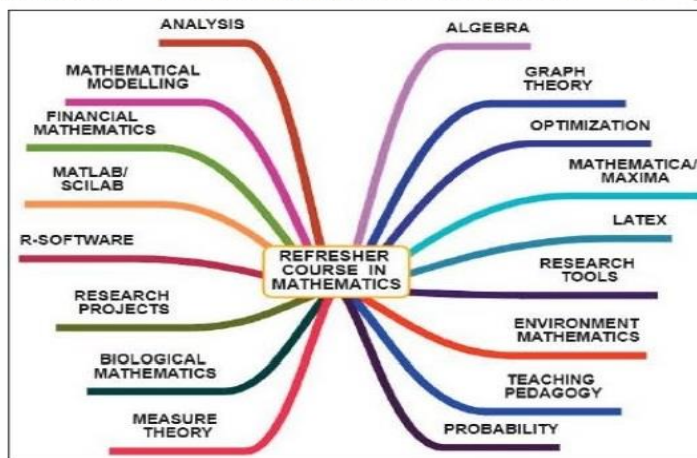 ANALYSIS
MATHEMATICAL
MODELLING
FINANCIAL
MATHEMATICS
MATLAB/
SCILAB
R-SOFTWARE
RESEARCH
PROJECTS
BIOLOGICAL
MATHEMATICS
MEASURE
THEORY
REFRESHER
COURSE IN
MATHEMATICS
ALGEBRA
GRAPH
THEORY
OPTIMIZATION
MATHEMATICA/
MAXIMA
LATEX
RESEARCH
TOOLS
ENVIRONMENT
MATHEMATICS
TEACHING
PEDAGOGY
PROBABILITY